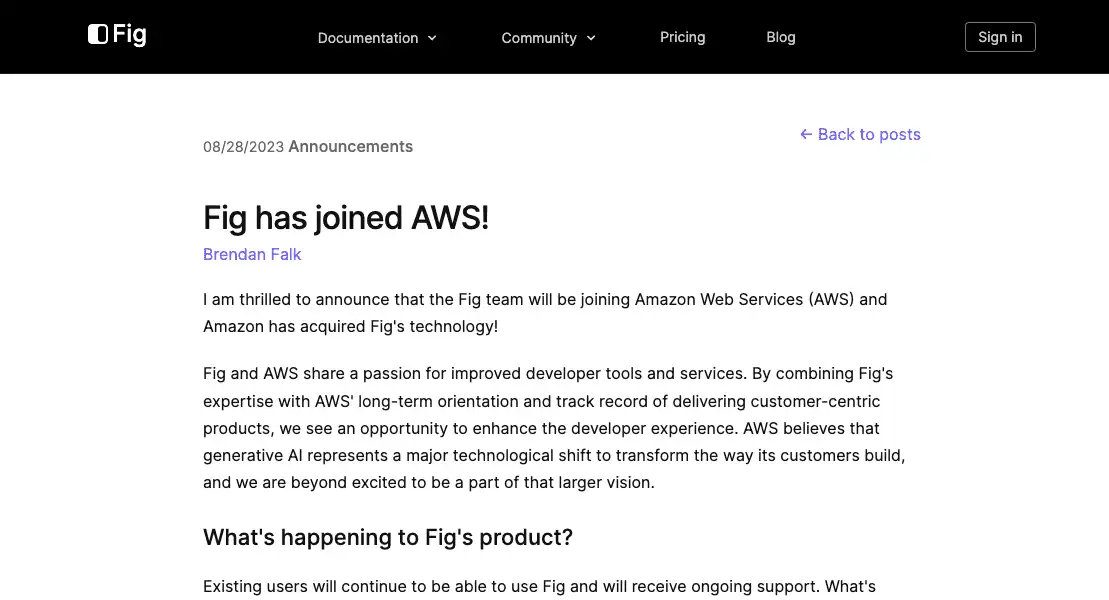 Fig
Documentation Community Pricing Blog Sign in
08/28/2023 Announcements
← Back to posts
Fig has joined AWS!
Brendan Falk
I am thrilled to announce that the Fig team will be joining Amazon Web Services (AWS) and
Amazon has acquired Fig's technology!
Fig and AWS share a passion for improved developer tools and services. By combining Fig's
expertise with AWS' long-term orientation and track record of delivering customer-centric
products, we see an opportunity to enhance the developer experience. AWS believes that
generative AI represents a major technological shift to transform the way its customers build,
and we are beyond excited to be a part of that larger vision.
What's happening to Fig's product?
Existing users will continue to be able to use Fig and will receive ongoing support. What's